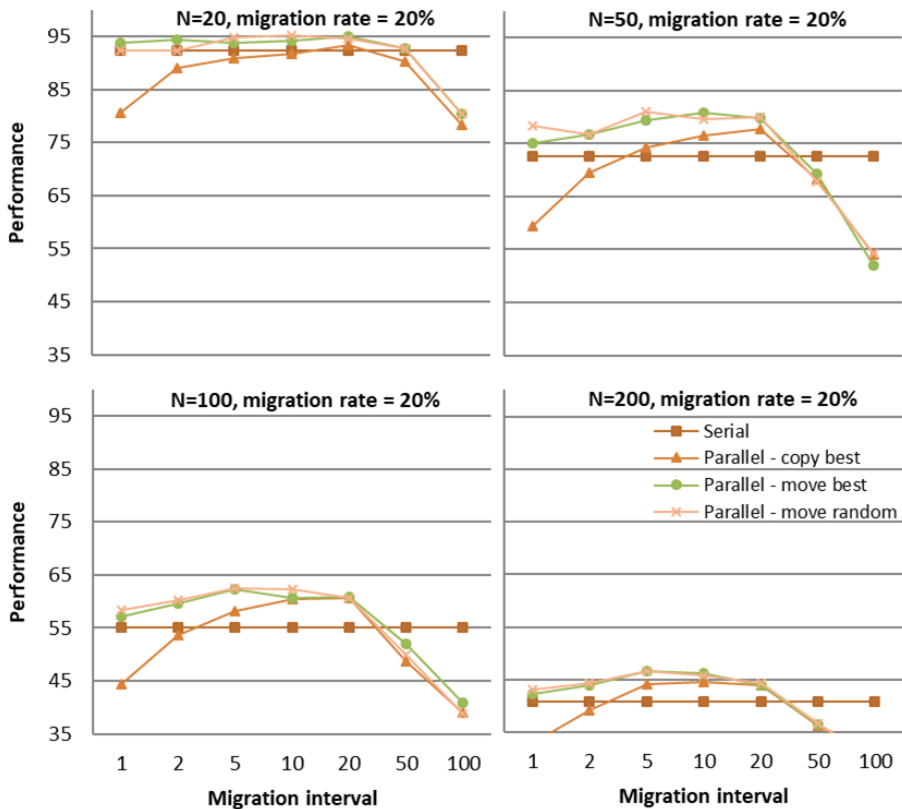 N=20, migration rate = 20%
N=50, migration rate = 20%
Performance
95
85
75
65
55
45
35
N=100, migration rate = 20%
N=200, migration rate = 20%
Serial
Parallel - copy best
Parallel - move best
Parallel - move random
Performance
95
85
75
65
55
45
35
1 2 5 10 20 50 100
1 2 5 10 20 50 100
Migration interval
Migration interval